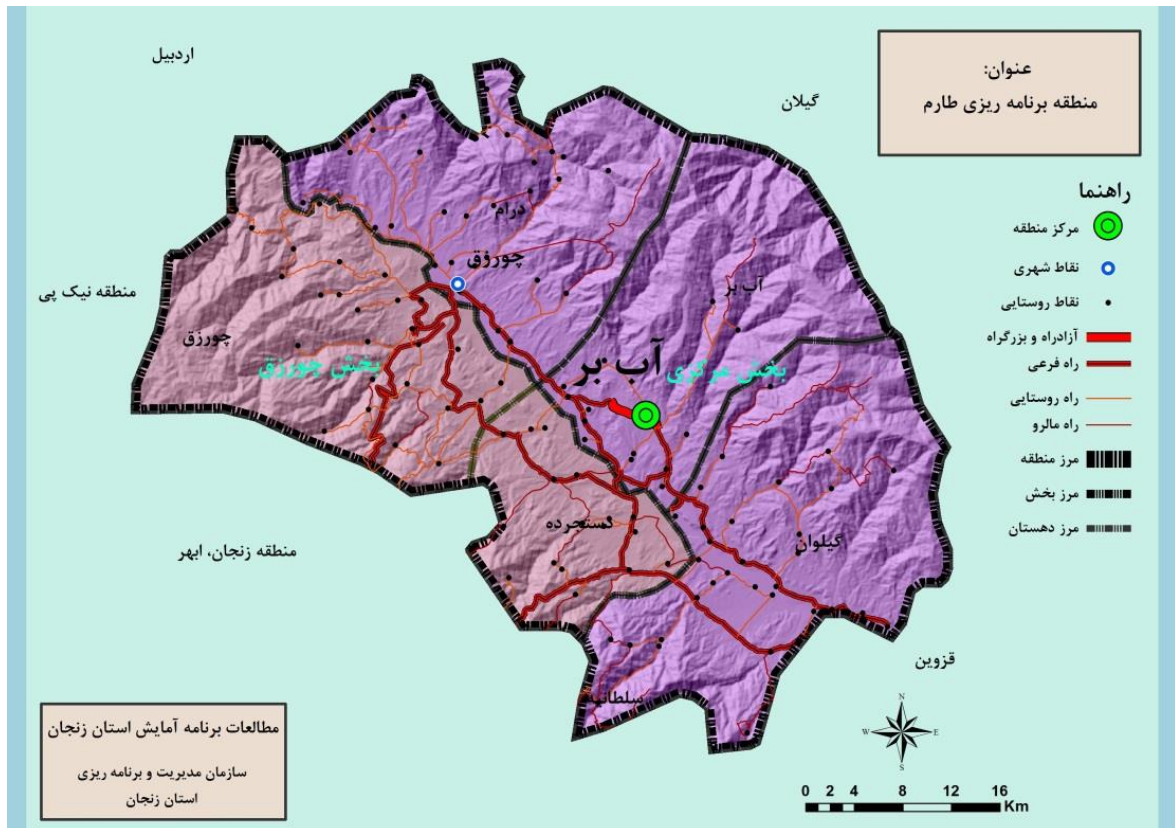 عنوان:
منطقه برنامه ریزی طارم
اردبیل
گیلان
راهنما
مرکز منطقه
نقاط شهری
نقاط روستایی
آزادراه و بزرگراه
راه فرعی
راه روستایی
راه مالرو
مرز منطقه
مرز بخش
مرز دهستان
درام
چورزق
آب بر
منطقه نیک پی
چورزق
بخش چورزق
آب بر
بخش مرکزی
دستجرده
گیلوان
منطقه زنجان، ابهر
قزوین
مطالعات برنامه آمایش استان زنجان
سازمان مدیریت و برنامه ریزی
استان زنجان
N
W
E
S
0 2 4 8 12 16
Km